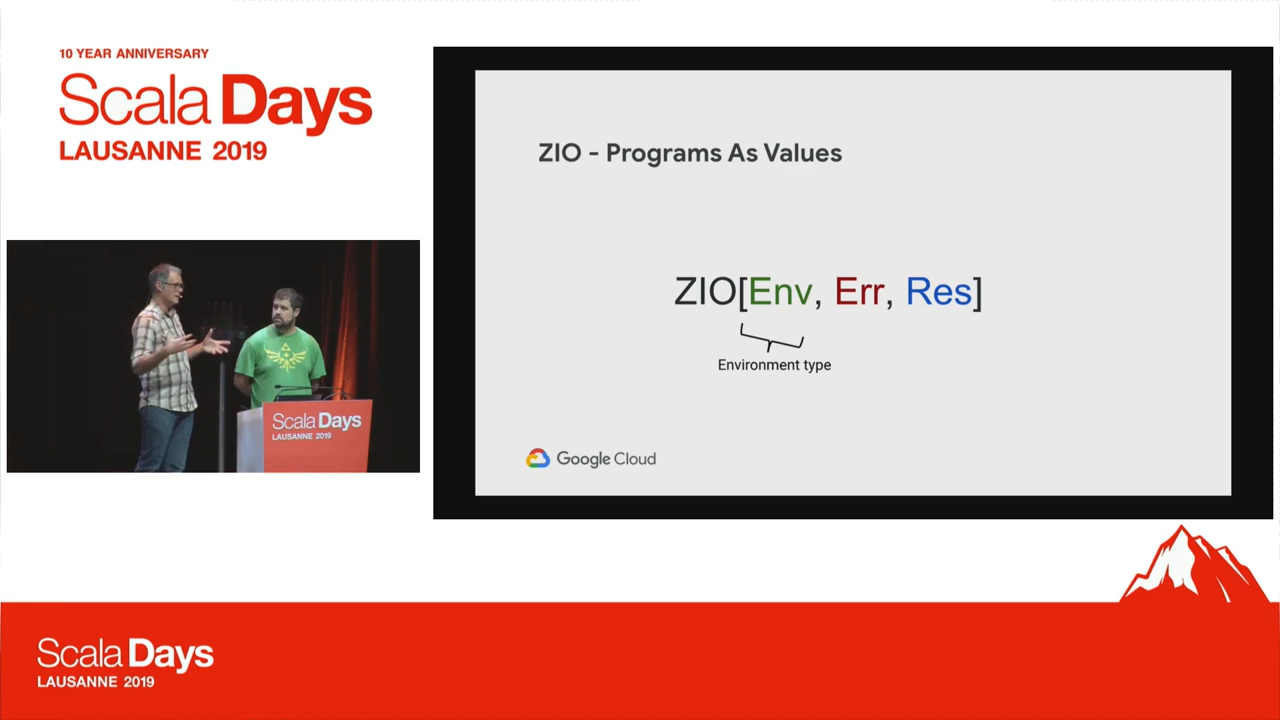 10 YEAR ANNIVERSARY
Scala Days
LAUSANNE 2019
ZIO - Programs As Values
ZIO[Env, Err, Res]
Environment type
Google Cloud
Scala Days
LAUSANNE 2019
Scala Days
LAUSANNE 2019